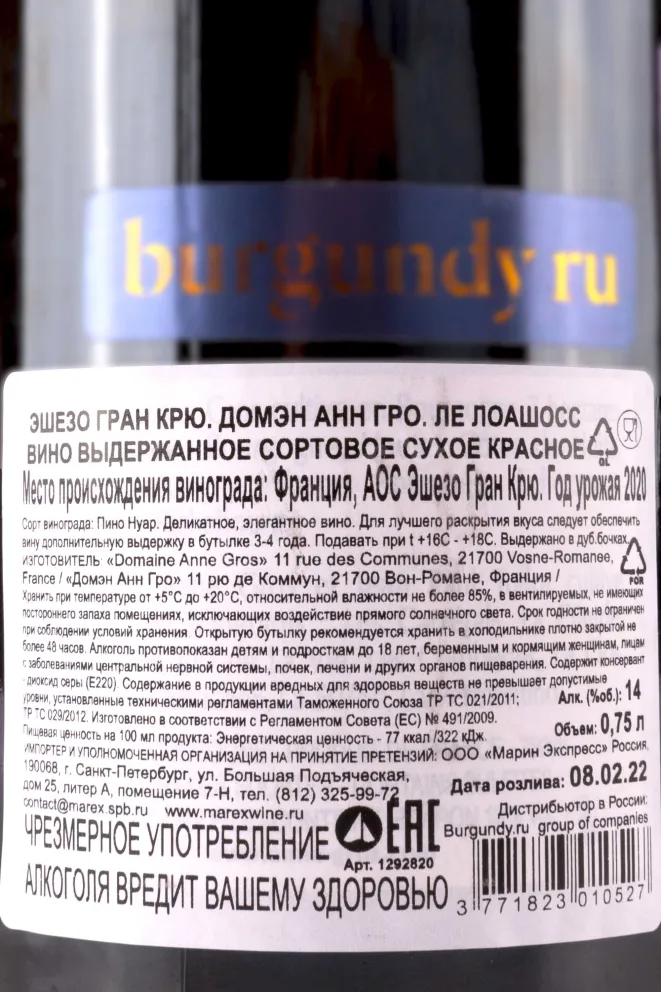 burgundy ru
ЭШЕЗО ГРАН КРЮ. ДОМЭН АНН ГРО. ЛЕ ЛОАШОСС
ВИНО ВЫДЕРЖАННОЕ СОРТОВОЕ СУХОЕ КРАСНОЕ
GL
Место происхождения винограда: Франция, АОС Эшезо Гран Крю. Год урожая 2020
Сорт винограда: Пино Нуар. Деликатное, элегантное вино. Для лучшего раскрытия вкуса следует обеспечить
вину дополнительную выдержку в бутылке 3-4 года. Подавать при t +16С - +18С. Выдержано в дуб.бочках.
ИЗГОТОВИТЕЛЬ «Domaine Anne Gros» 11 rue des Communes, 21700 Vosne-Romanee,
France / «Домэн Анн Гро» 11 рю де Коммун, 21700 Вон-Романе, Франция /
POR
Хранить при температуре от +5°С до +20°С, относительной влажности не более 85%, в вентилируемых, не имеющих
постороннего запаха помещениях, исключающих воздействие прямого солнечного света. Срок годности не ограничен
при соблюдении условий хранения. Открытую бутылку рекомендуется хранить в холодильнике плотно закрытой не
более 48 часов. Алкоголь противопоказан детям и подросткам до 18 лет, беременным и кормящим женщинам, лицам
с заболеваниями центральной нервной системы, почек, печени и других органов пищеварения. Содержит консервант
- диоксид серы (Е220). Содержание в продукции вредных для здоровья веществ не превышает допустимые
уровни, установленные техническими регламентами Таможенного Союза ТР ТС 021/2011;
Алк. (%об.): 14
ТР ТС 029/2012. Изготовлено в соответствии с Регламентом Совета (ЕС) № 491/2009.
Объем: 0,75 л
Пищевая ценность на 100 мл продукта: Энергетическая ценность - 77 ккал /322 кДж.
ИМПОРТЕР И УПОЛНОМОЧЕННАЯ ОРГАНИЗАЦИЯ НА ПРИНЯТИЕ ПРЕТЕНЗИЙ: ООО «Марин Экспресс» Россия,
190068, г. Санкт-Петербург, ул. Большая Подъяческая,
дом 25, литер А, помещение 7-Н, тел. (812) 325-99-72
Дата розлива: 08.02.22
contact@marex.spb.ru www.marexwine.ru
Дистрибьютор в России:
Burgundy.ru group of companies
ЧРЕЗМЕРНОЕ УПОТРЕБЛЕНИЕ
ЕАС
Арт. 1292820
АЛКОГОЛЯ ВРЕДИТ ВАШЕМУ ЗДОРОВЬЮ
3 771823 010527